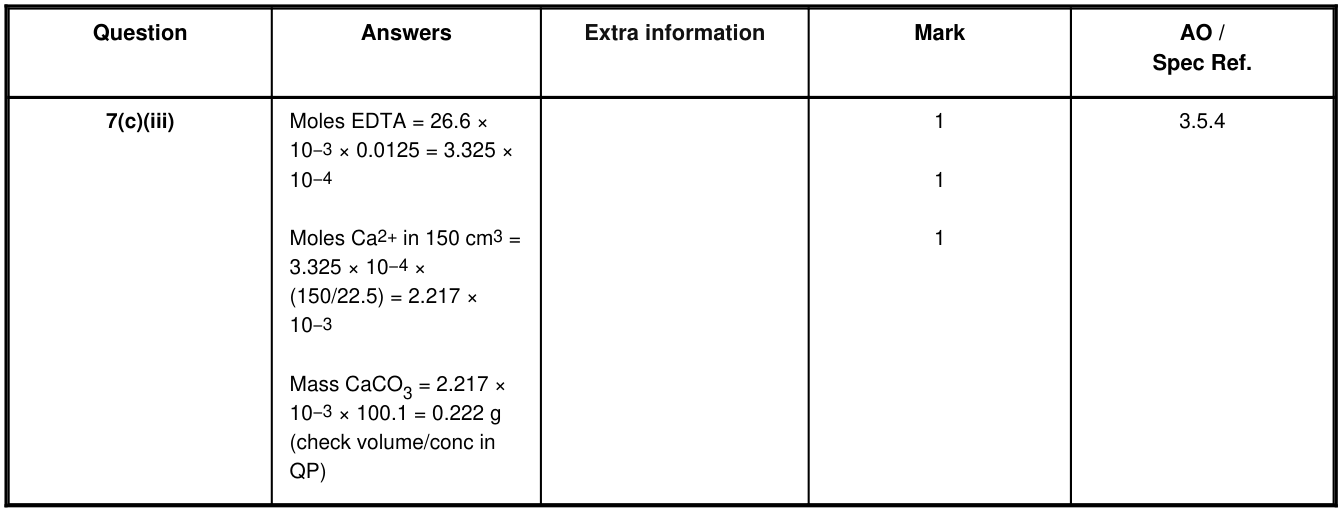 Question Answers Extra information Mark AO /
Spec Ref.
7(c)(iii) Moles EDTA = 26.6 × 1 3.5.4
10–3 × 0.0125 = 3.325 ×
10–4 1
Moles Ca2+ in 150 cm3 = 1
3.325 × 10–4 ×
(150/22.5) = 2.217 ×
10–3
Mass CaCO3 = 2.217 ×
10–3 × 100.1 = 0.222 g
(check volume/conc in
QP)